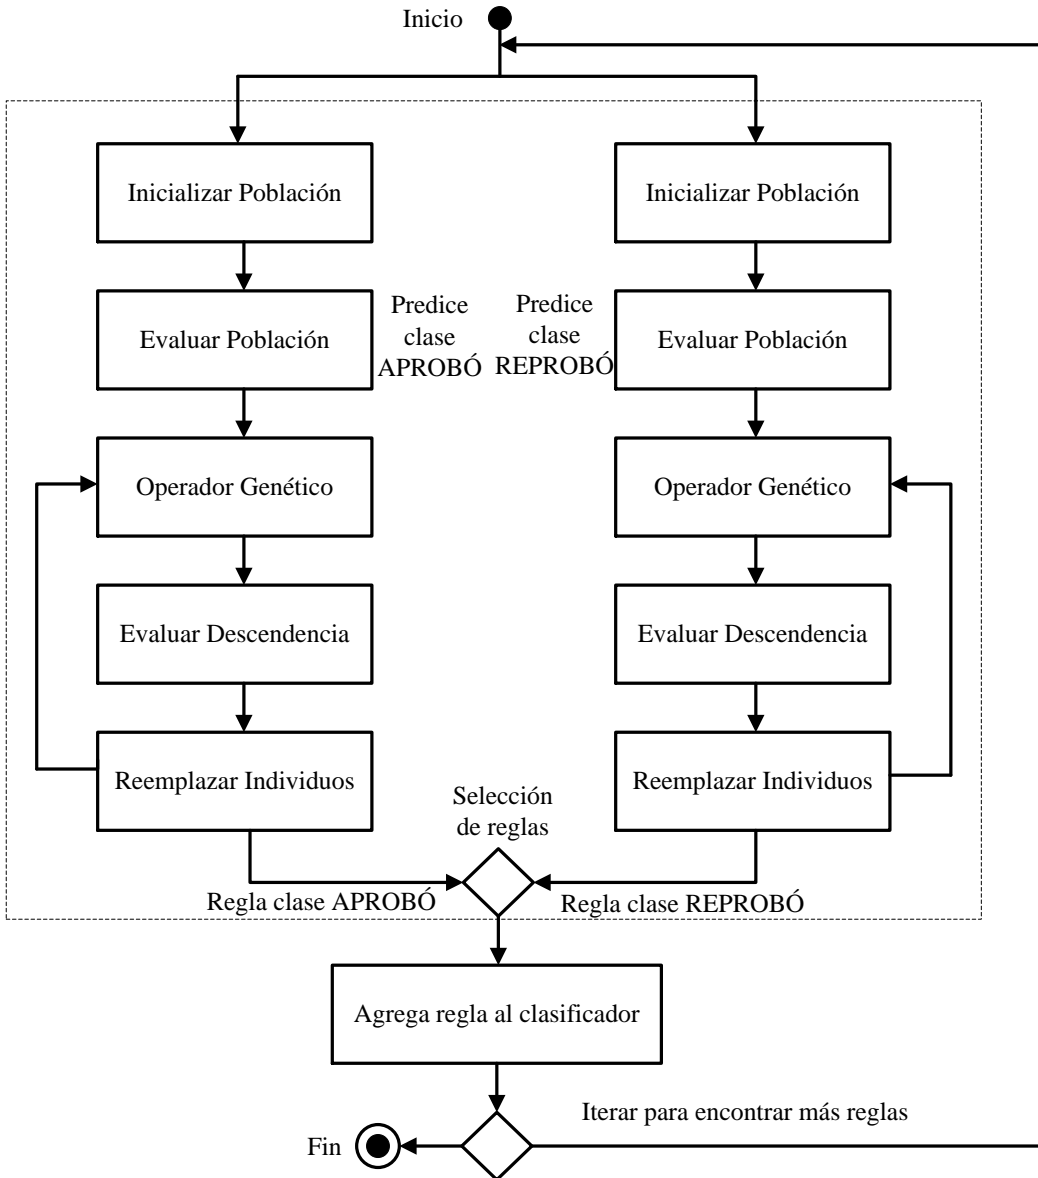 Inicio
Inicializar Población
Inicializar Población
Evaluar Población
Predice
clase
APROBÓ
Predice
clase
REPROBÓ
Evaluar Población
Operador Genético
Operador Genético
Evaluar Descendencia
Evaluar Descendencia
Reemplazar Individuos
Reemplazar Individuos
Selección
de reglas
Regla clase APROBÓ
Regla clase REPROBÓ
Agrega regla al clasificador
Iterar para encontrar más reglas
Fin